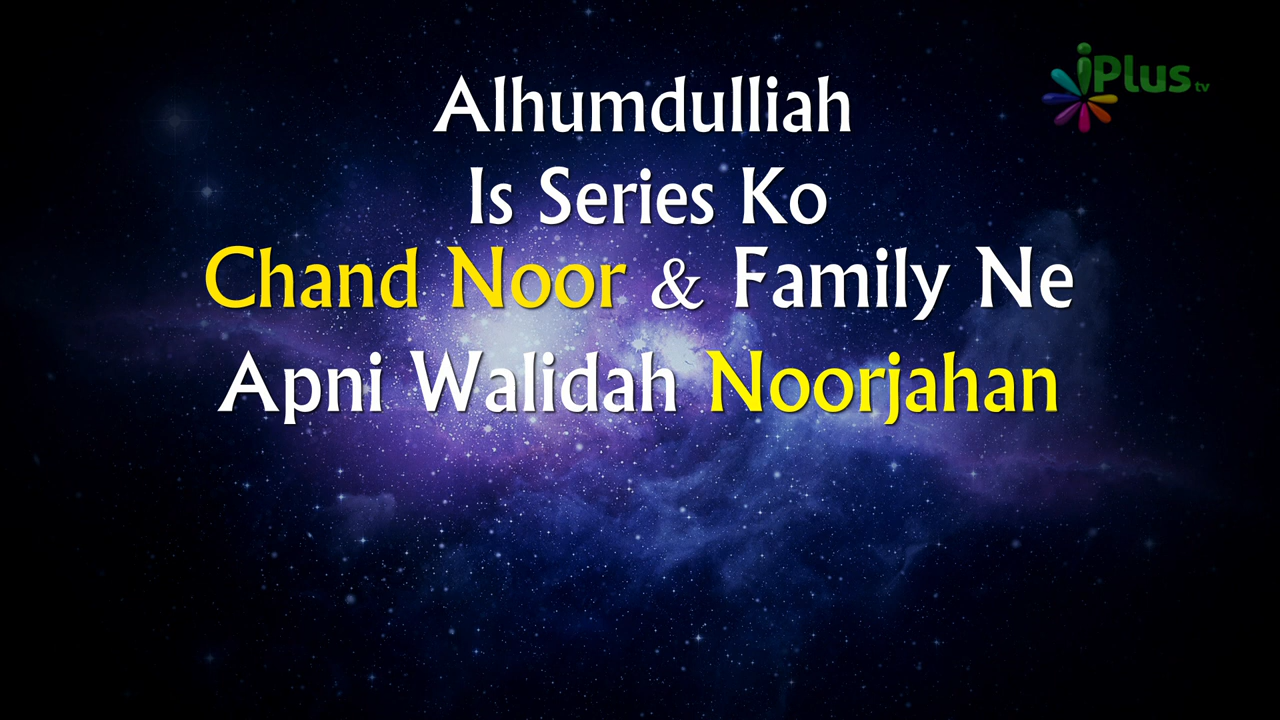 iPlus tv
Alhumdulliah
Is Series Ko
Chand Noor & Family Ne
Apni Walidah Noorjahan